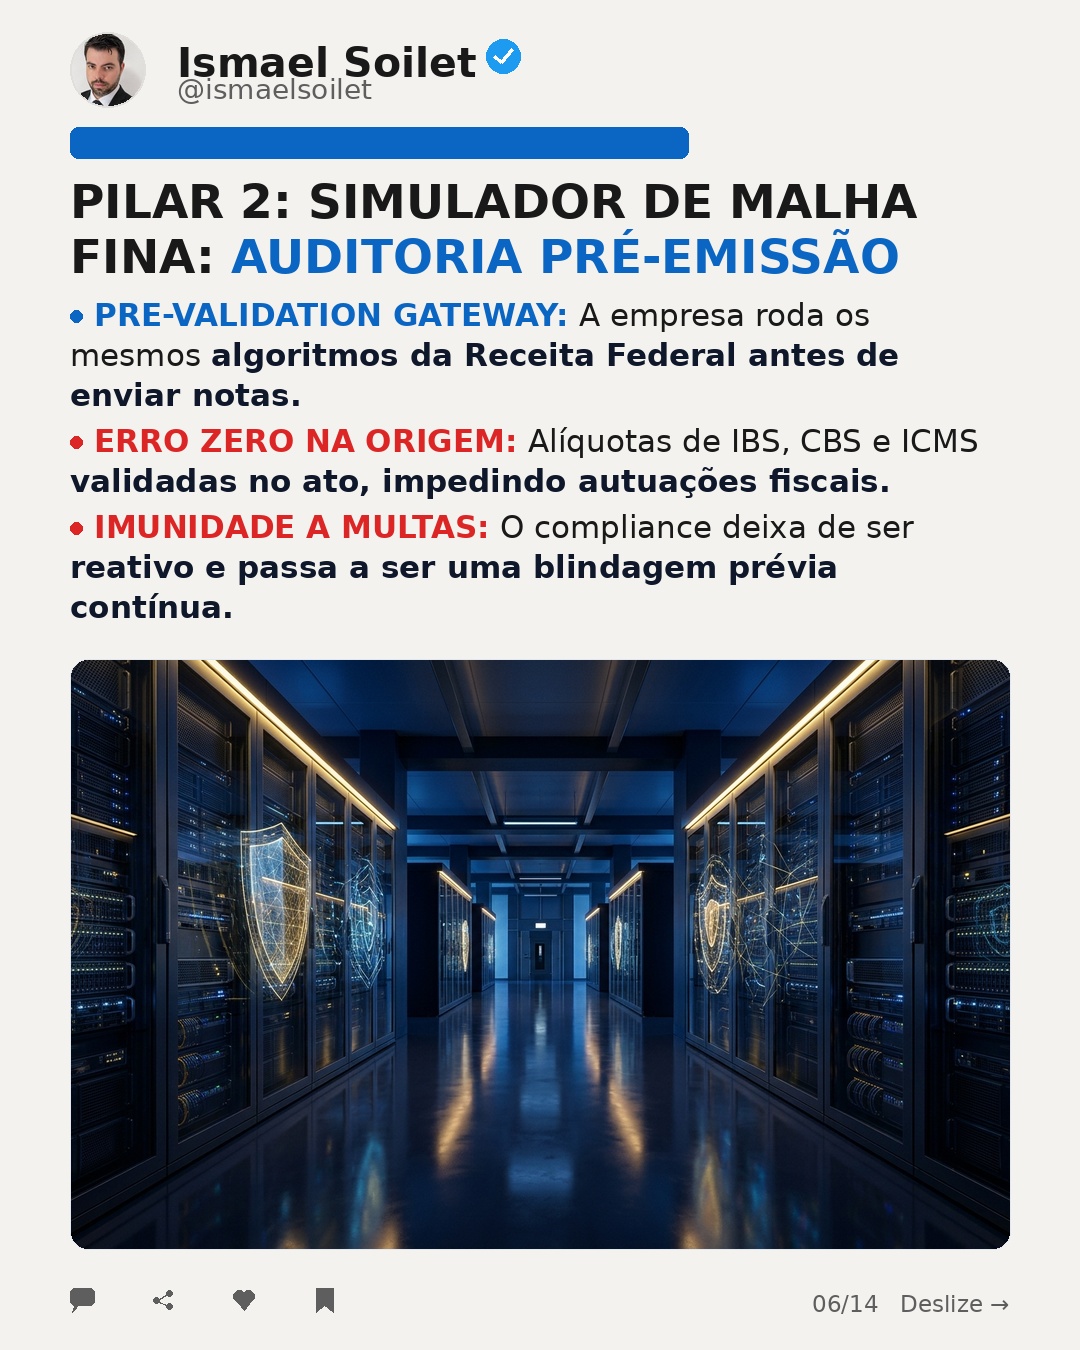 Ismael Soilet
@ismaelsoilet
PILAR 2: SIMULADOR DE MALHA
FINA: AUDITORIA PRÉ-EMISSÃO
• PRE-VALIDATION GATEWAY: A empresa roda os
mesmos algoritmos da Receita Federal antes de
enviar notas.
• ERRO ZERO NA ORIGEM: Alíquotas de IBS, CBS e ICMS
validadas no ato, impedindo autuações fiscais.
• IMUNIDADE A MULTAS: O compliance deixa de ser
reativo e passa a ser uma blindagem prévia
contínua.
06/14 Deslize →